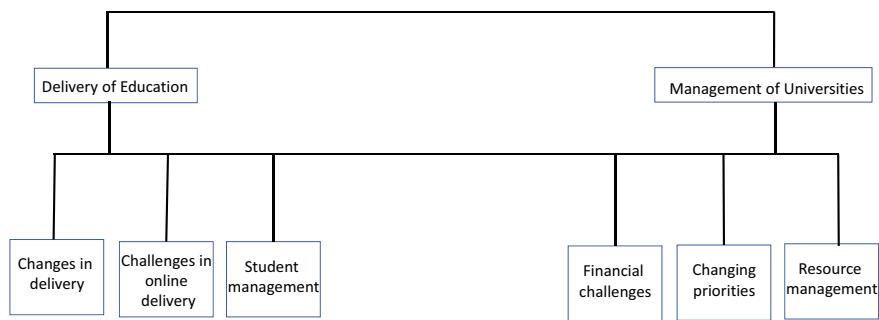 Delivery of Education
Management of Universities
Changes in
delivery
Challenges in
online
delivery
Student
management
Financial
challenges
Changing
priorities
Resource
management